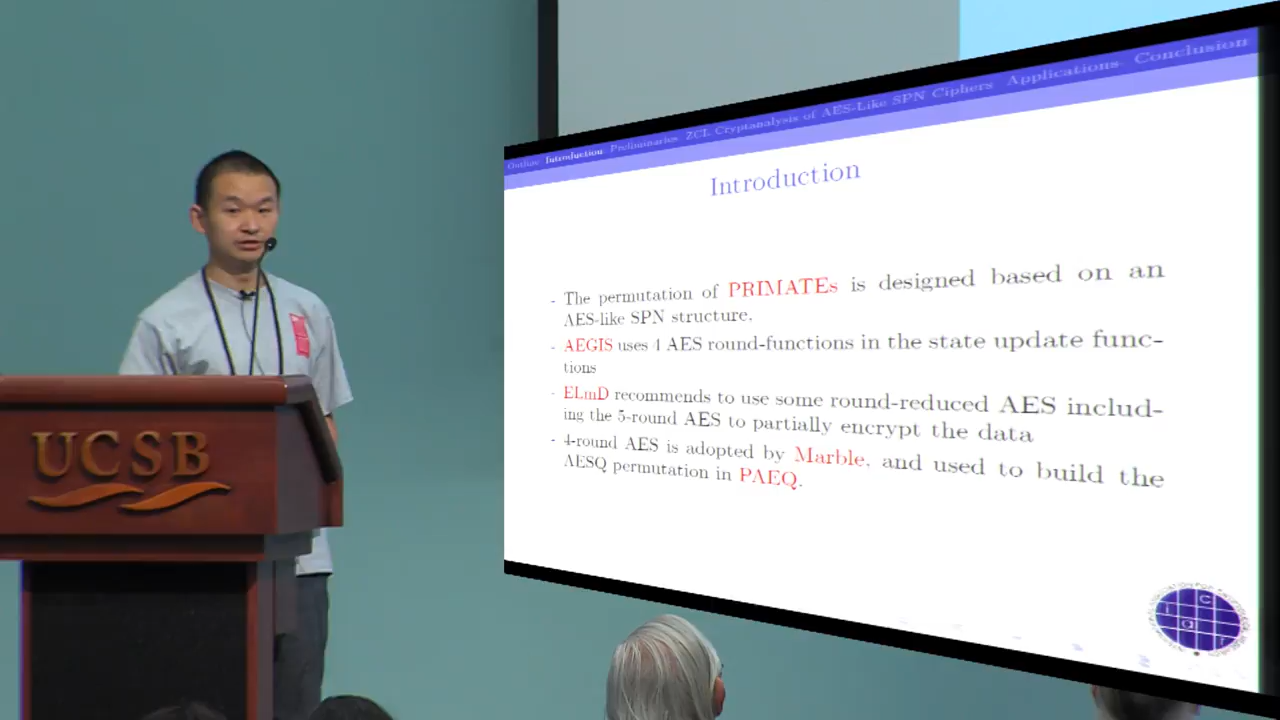 Outline Introduction Preliminaries ZCL Cryptanalysis of AES-Like SPN Ciphers Applications Conclusion
Introduction
- The permutation of PRIMATEs is designed based on an
AES-like SPN structure.
- AEGIS uses 4 AES round-functions in the state update func-
tions
- ELmD recommends to use some round-reduced AES includ-
ing the 5-round AES to partially encrypt the data
- 4-round AES is adopted by Marble, and used to build the
AESQ permutation in PAEQ.
UCSB